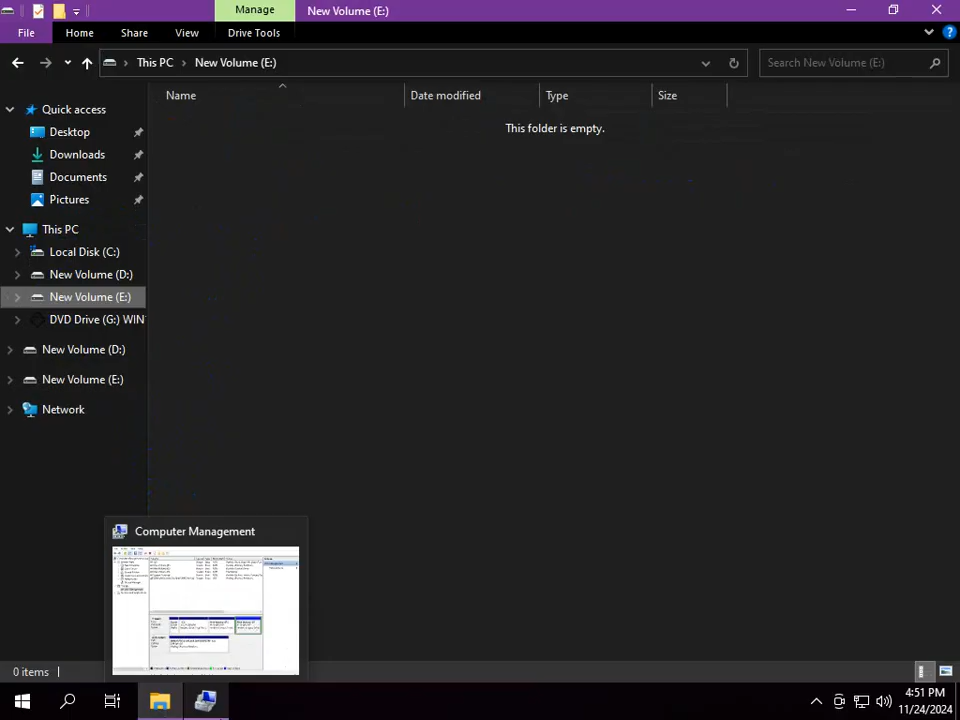 Manage
New Volume (E:)
File
Home
Share
View
Drive Tools
This PC
New Volume (E:)
Search New Volume (E:)
Name
Date modified
Type
Size
This folder is empty.
Quick access
Desktop
Downloads
Documents
Pictures
This PC
Local Disk (C:)
New Volume (D:)
New Volume (E:)
DVD Drive (G:) WIN
New Volume (D:)
New Volume (E:)
Network
Computer Management
0 items
4:51 PM
11/24/2024